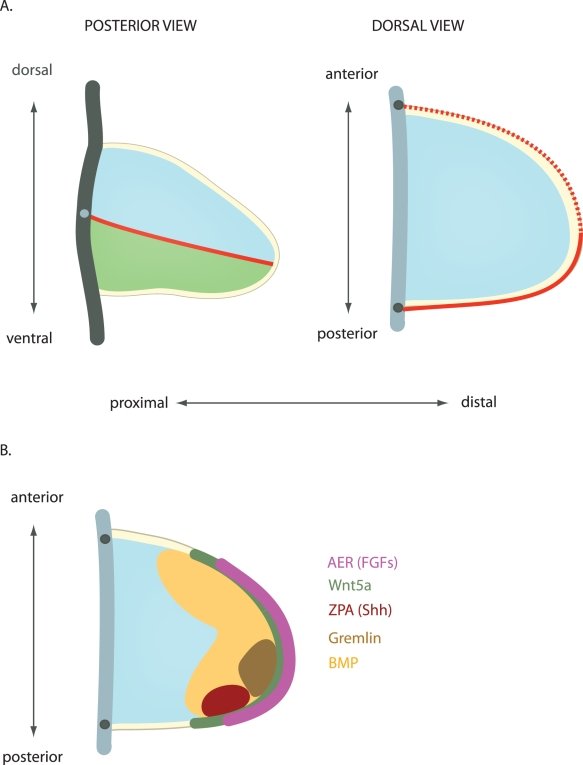 A.
POSTERIOR VIEW
DORSAL VIEW
dorsal
anterior
ventral
posterior
proximal
distal
B.
anterior
AER (FGFs)
Wnt5a
ZPA (Shh)
Gremlin
BMP
posterior